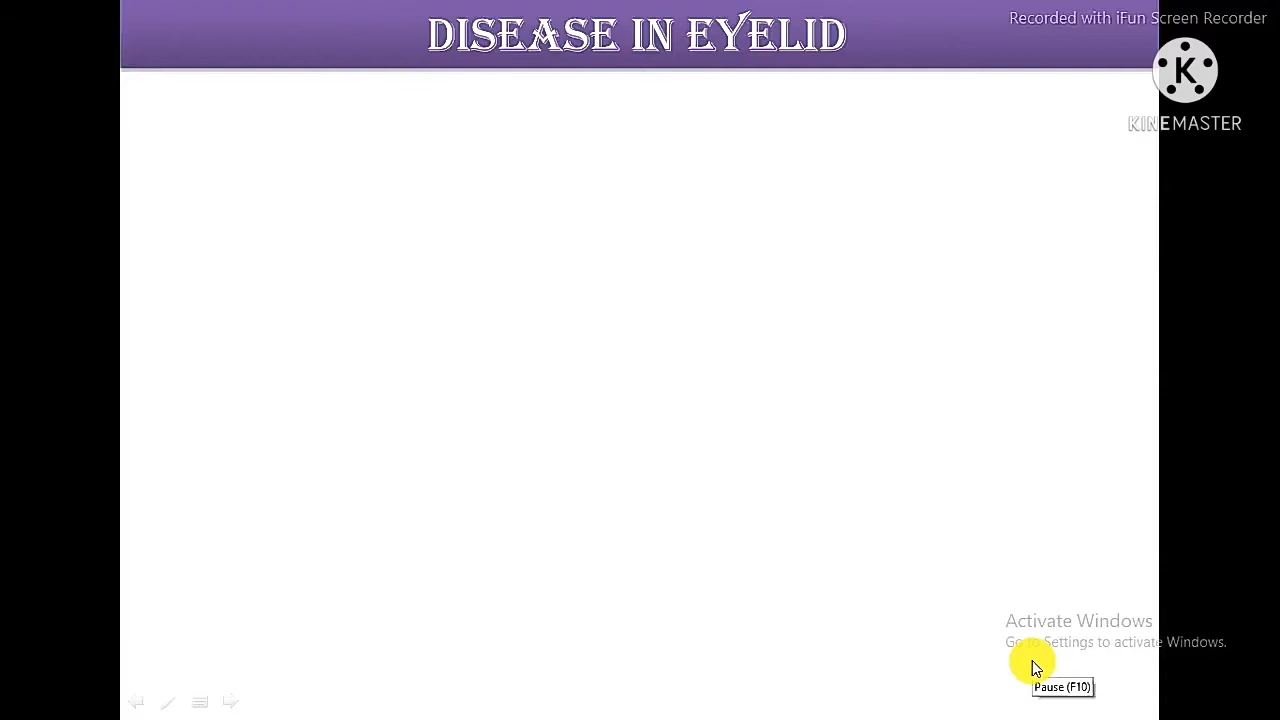 DISEASE IN EYELID
Recorded with iFun Screen Recorder
K
KINEMASTER
Activate Windows
Go to Settings to activate Windows.
Pause (F10)